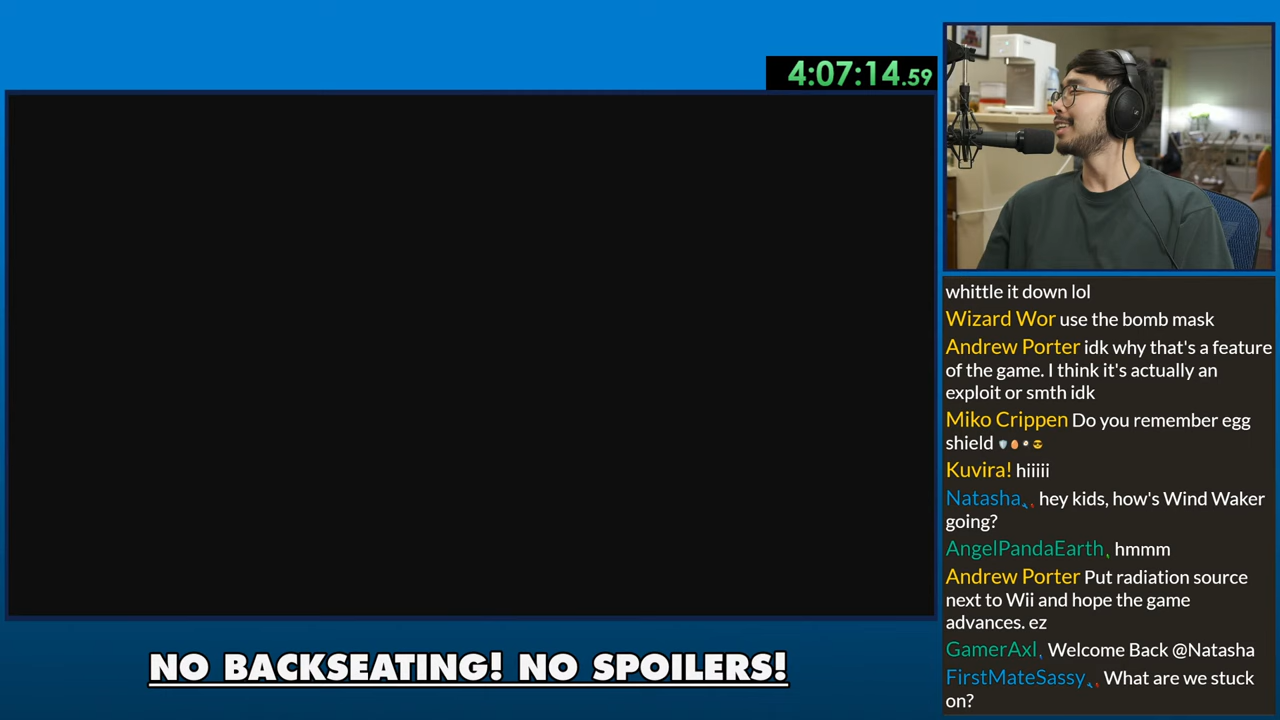 4:07:14.59
whittle it down lol
Wizard Wor use the bomb mask
Andrew Porter idk why that's a feature
of the game. I think it's actually an
exploit or smth idk
Miko Crippen Do you remember egg
shield 🛡️🥚🍳😎
Kuvira! hiiiii
Natasha hey kids, how's Wind Waker
going?
AngelPandaEarth hmmm
Andrew Porter Put radiation source
next to Wii and hope the game
advances. ez
GamerAxl Welcome Back @Natasha
FirstMateSassy What are we stuck
on?
NO BACKSEATING! NO SPOILERS!